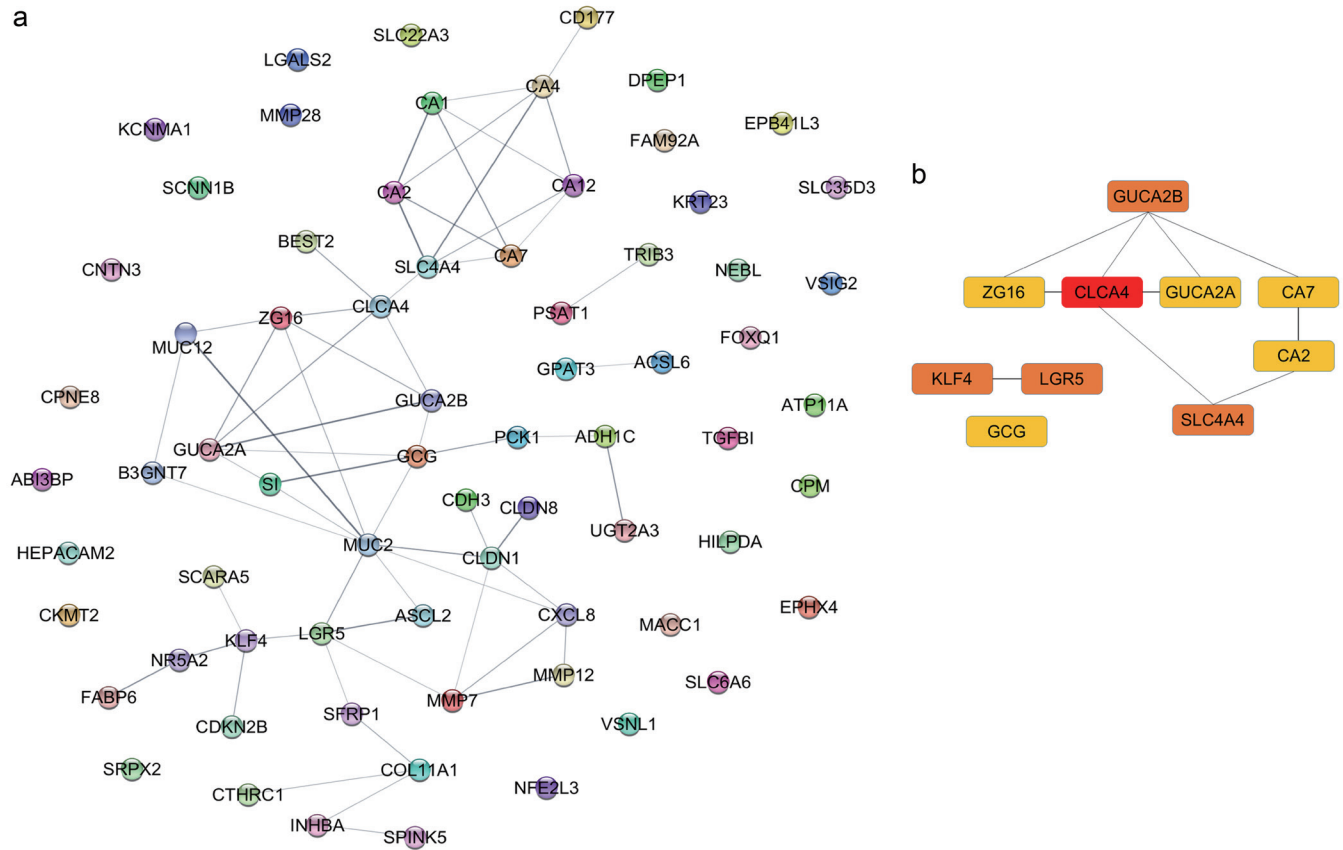 a
CD177
SLC22A3
LGALS2
DPEP1
CA4
CA1
MMP28
KCNMA1
EPB41L3
FAM92A
SCNN1B
CA2
CA12
KRT23
SLC35D3
BEST2
CNTN3
SLC4A4
CA7
TRIB3
NEBL
VSIG2
CLCA4
PSAT1
ZG16
MUC12
FOXQ1
GPAT3
ACSL6
CPNE8
GUCA2B
ATP11A
GUCA2A
PCK1
ADH1C
TGFBI
GCG
B3GNT7
ABI3BP
SI
CPM
CDH3
CLDN8
UGT2A3
HILPDA
HEPACAM2
MUC2
CLDN1
SCARA5
CKMT2
ASCL2
CXCL8
EPHX4
MACC1
KLF4
LGR5
NR5A2
MMP12
SLC6A6
FABP6
MMP7
SFRP1
CDKN2B
VSNL1
SRPX2
COL11A1
CTHRC1
NFE2L3
INHBA
SPINK5
b
GUCA2B
ZG16
CLCA4
GUCA2A
CA7
CA2
KLF4
LGR5
SLC4A4
GCG